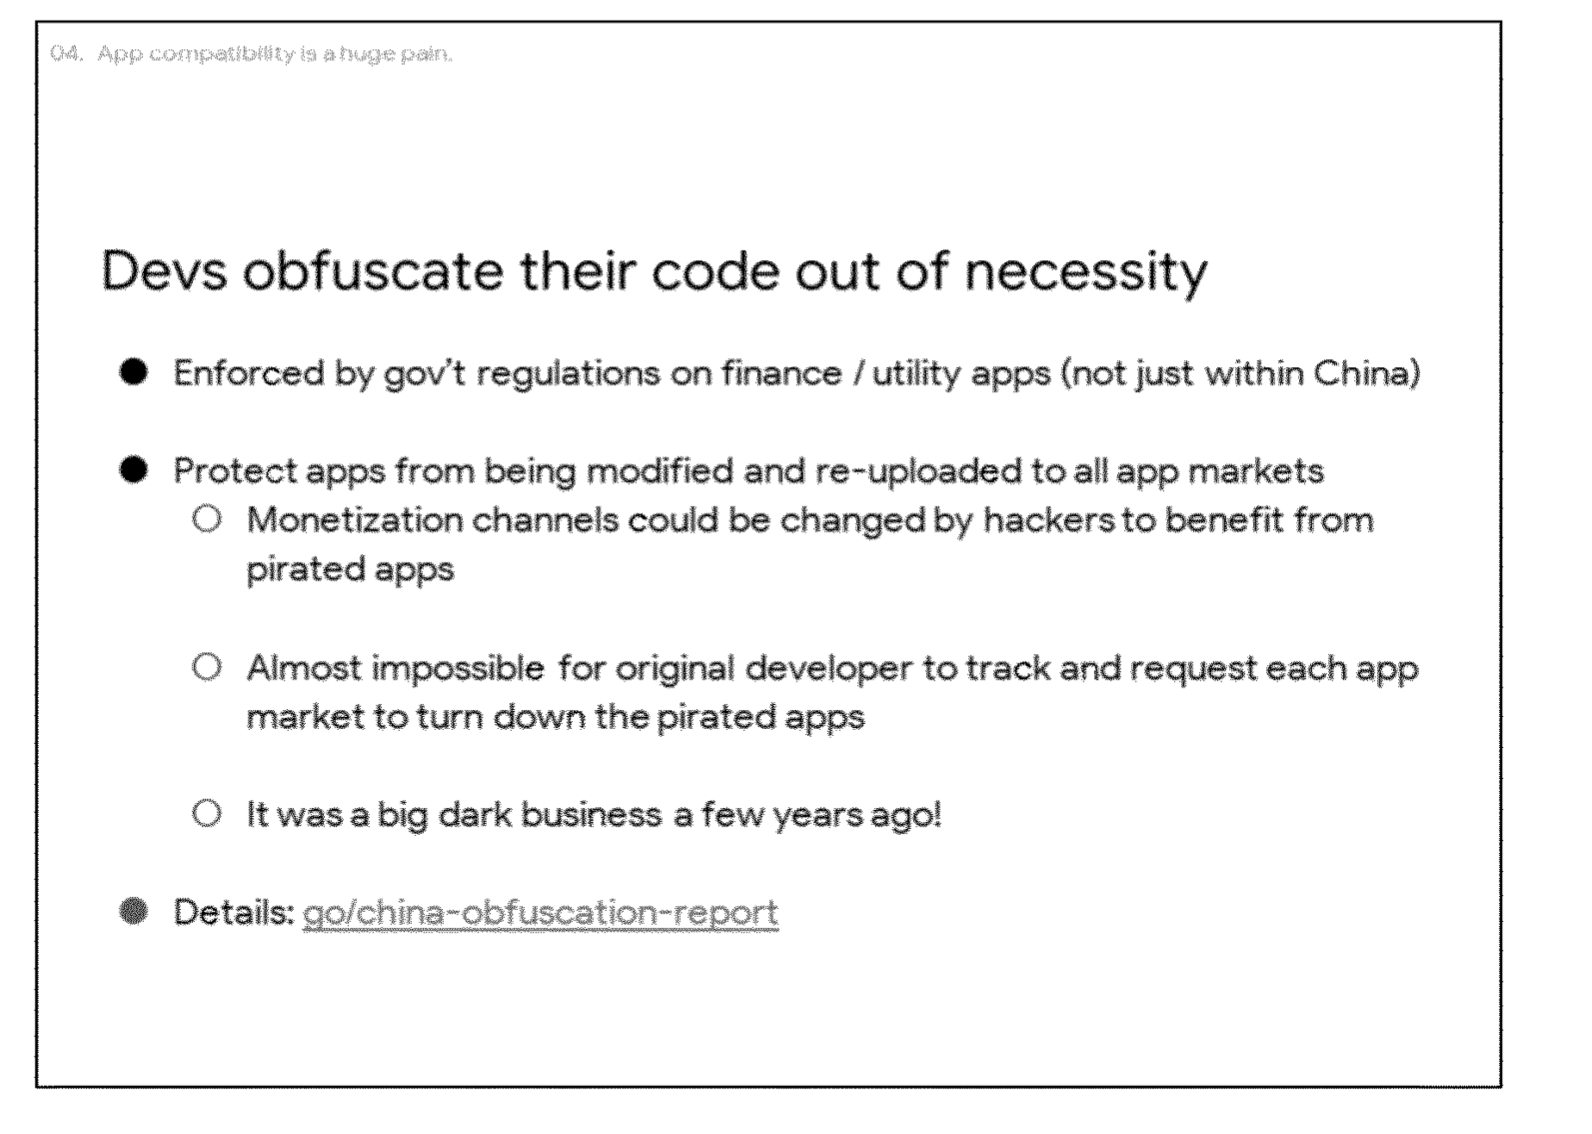 04. App compatibility is a huge pain.
Devs obfuscate their code out of necessity
● Enforced by gov't regulations on finance / utility apps (not just within China)
● Protect apps from being modified and re-uploaded to all app markets
○ Monetization channels could be changed by hackers to benefit from
pirated apps
○ Almost impossible for original developer to track and request each app
market to turn down the pirated apps
○ It was a big dark business a few years ago!
● Details: go/china-obfuscation-report